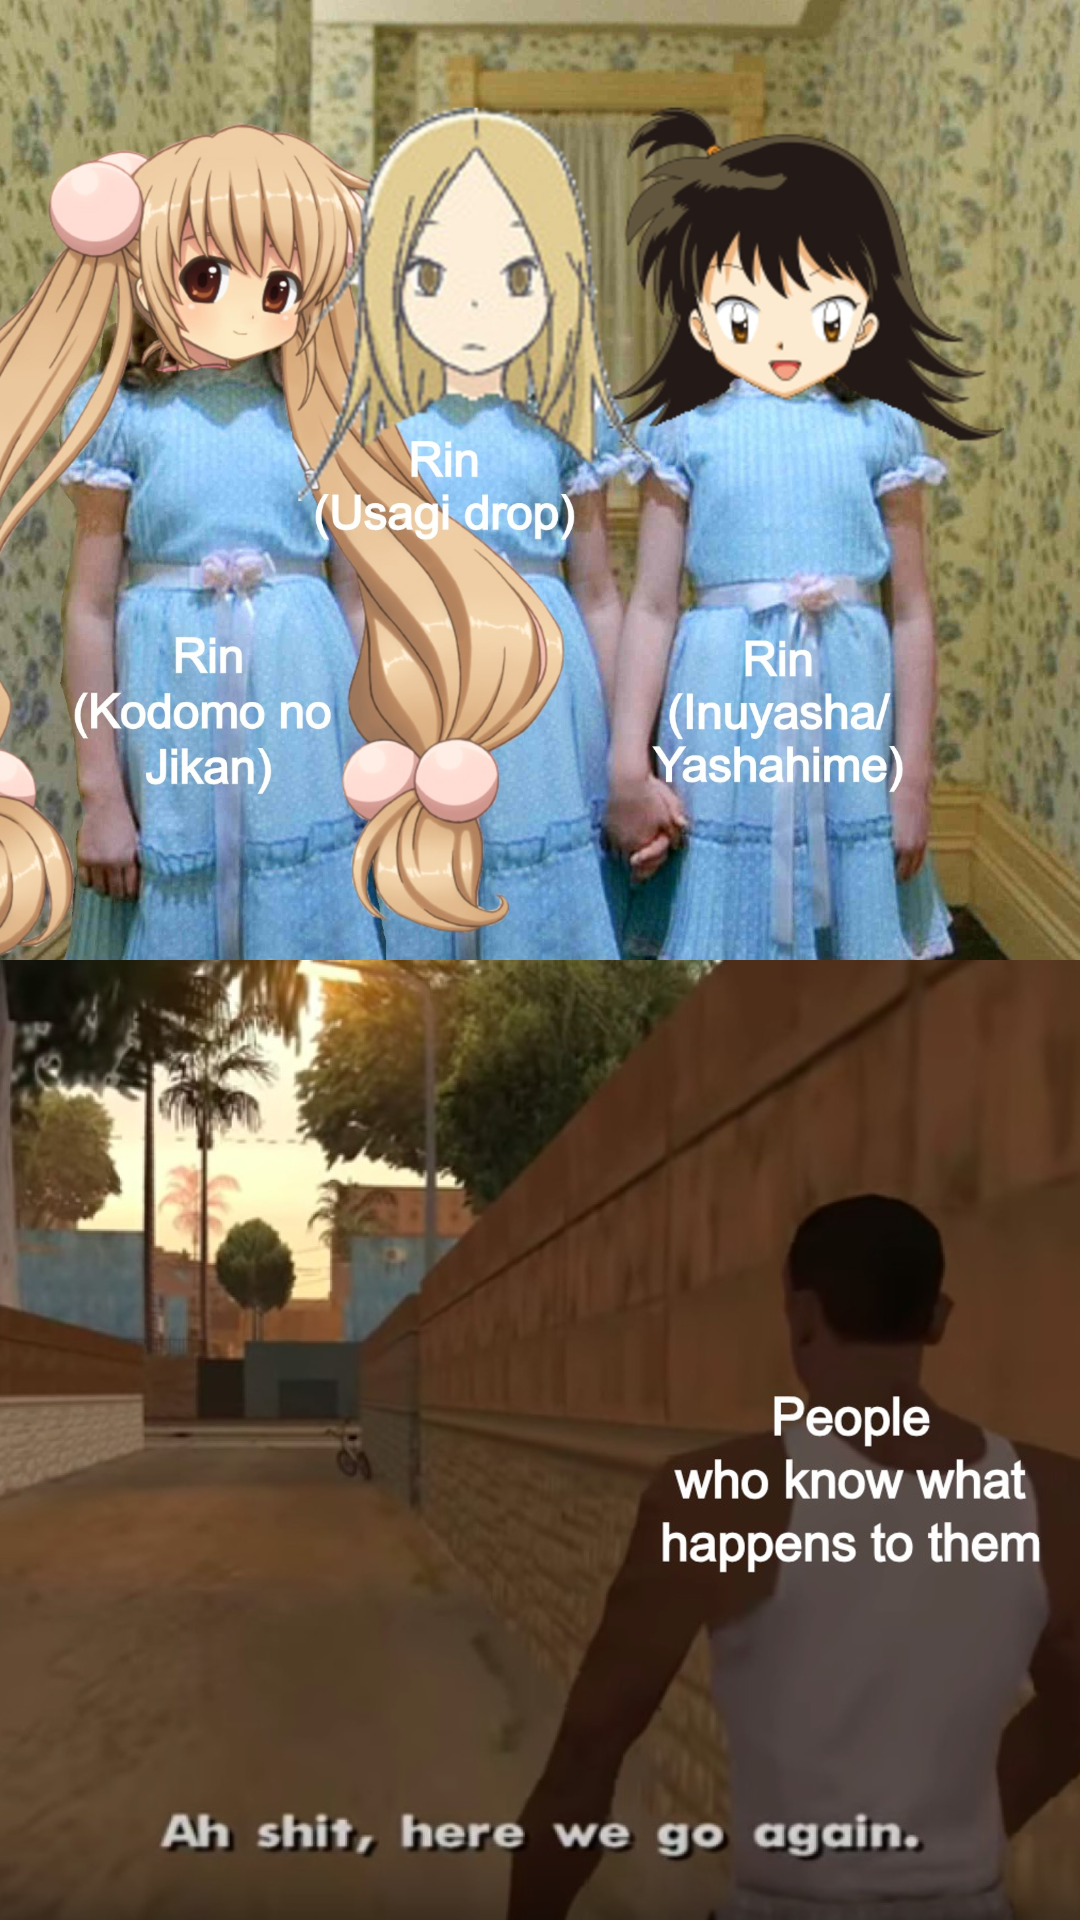 Rin
(Usagi drop)
Rin
(Kodomo no
Jikan)
Rin
(Inuyasha/
Yashahime)
People
who know what
happens to them
Ah shit, here we go again.